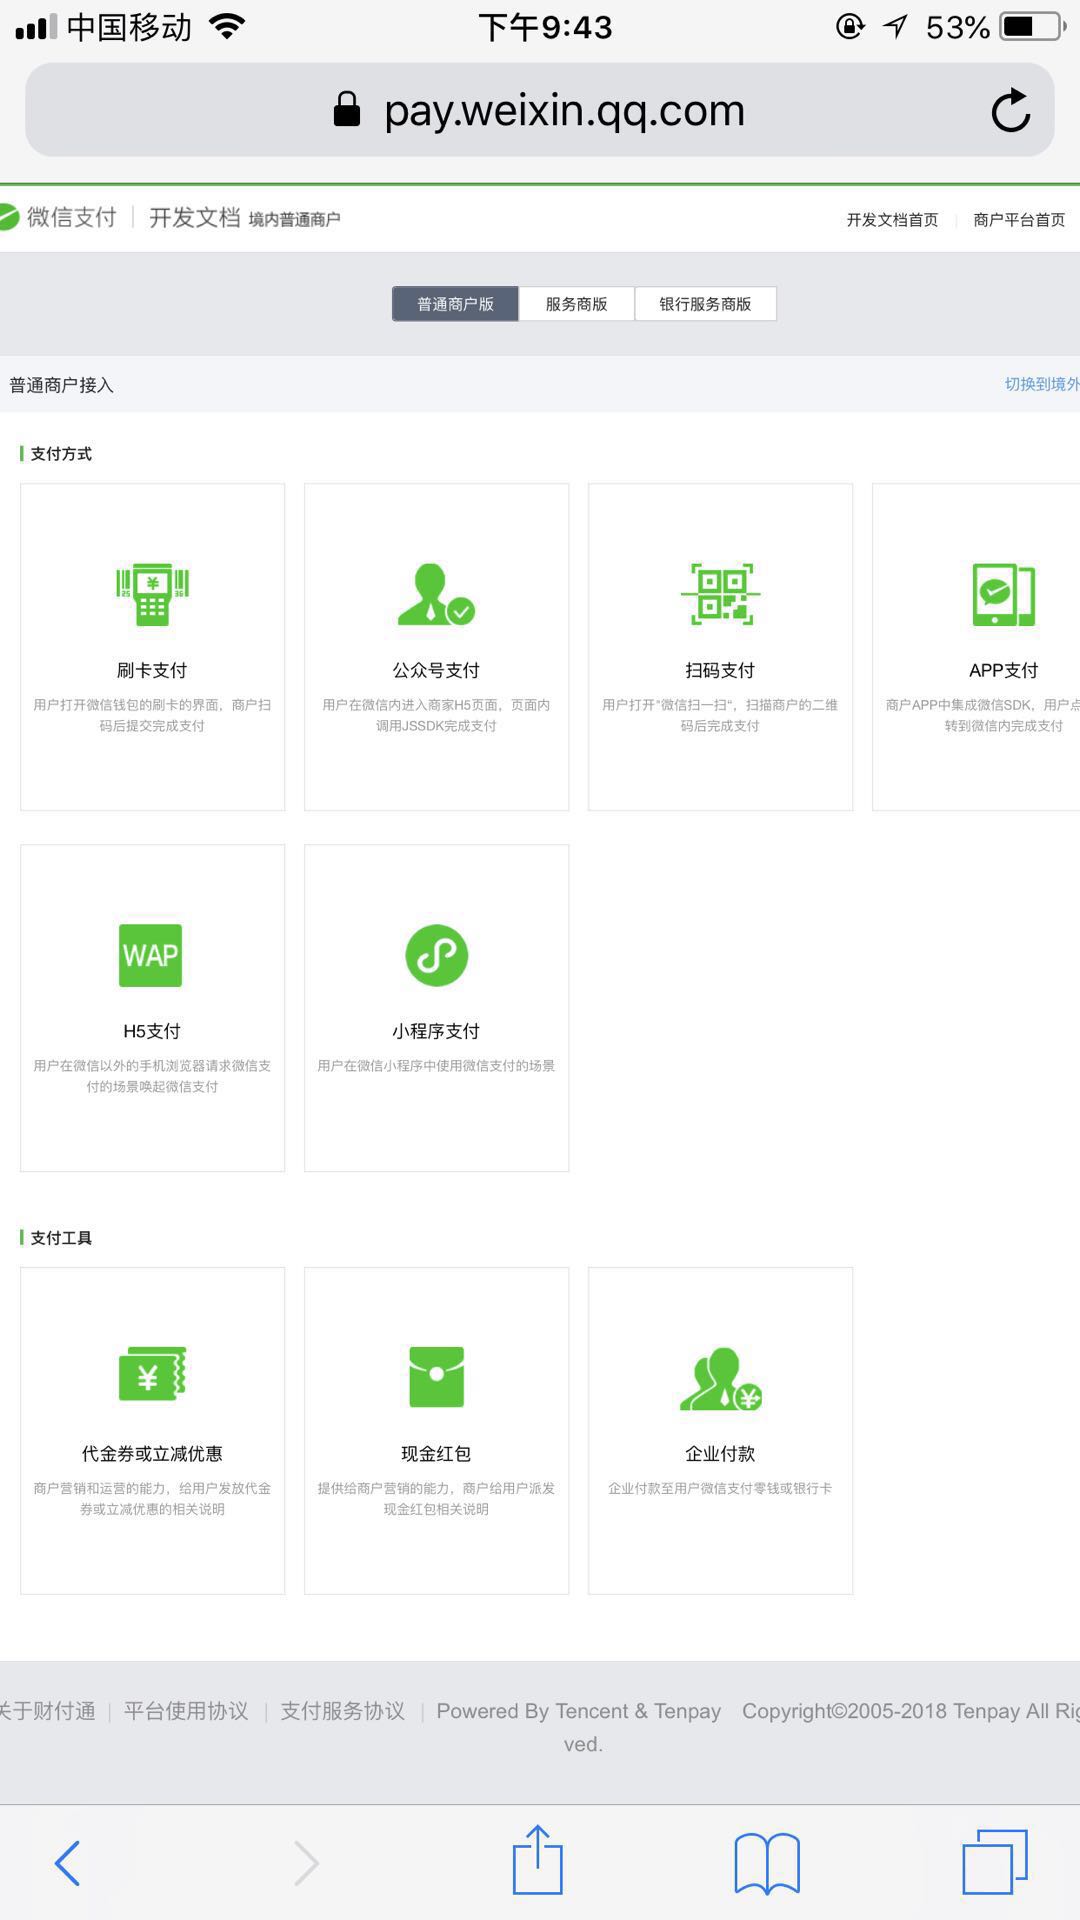 中国移动 下午9:43 53%
pay.weixin.qq.com
微信支付 开发文档 境内普通商户 开发文档首页 商户平台首页
普通商户版 服务商版 银行服务商版
普通商户接入 切换到境外
支付方式
刷卡支付
用户打开微信钱包的刷卡的界面，商户扫
码后提交完成支付
公众号支付
用户在微信内进入商家H5页面，页面内
调用JSSDK完成支付
扫码支付
用户打开"微信扫一扫"，扫描商户的二维
码后完成支付
APP支付
商户APP中集成微信SDK，用户点
转到微信内完成支付
WAP
H5支付
用户在微信以外的手机浏览器请求微信支
付的场景唤起微信支付
小程序支付
用户在微信小程序中使用微信支付的场景
支付工具
代金券或立减优惠
商户营销和运营的能力，给用户发放代金
券或立减优惠的相关说明
现金红包
提供给商户营销的能力，商户给用户派发
现金红包相关说明
企业付款
企业付款至用户微信支付零钱或银行卡
关于财付通 | 平台使用协议 | 支付服务协议 | Powered By Tencent & Tenpay Copyright©2005-2018 Tenpay All Rig
ved.